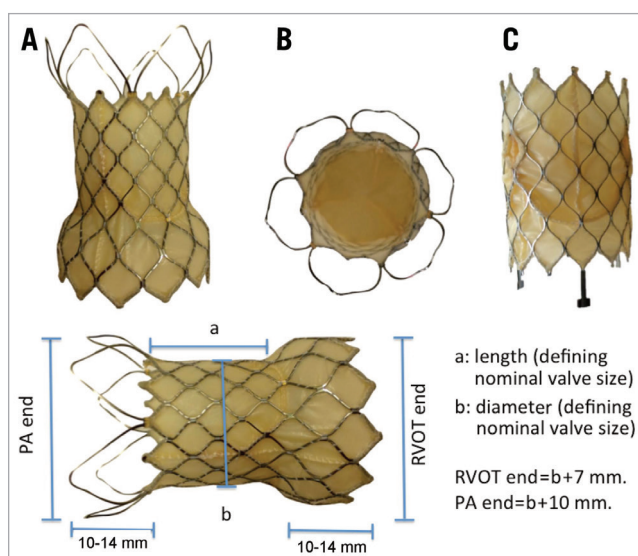 A
B
C
a
PA end
RVOT end
b
10-14 mm
10-14 mm
a: length (defining
nominal valve size)
b: diameter (defining
nominal valve size)
RVOT end=b+7 mm.
PA end=b+10 mm.